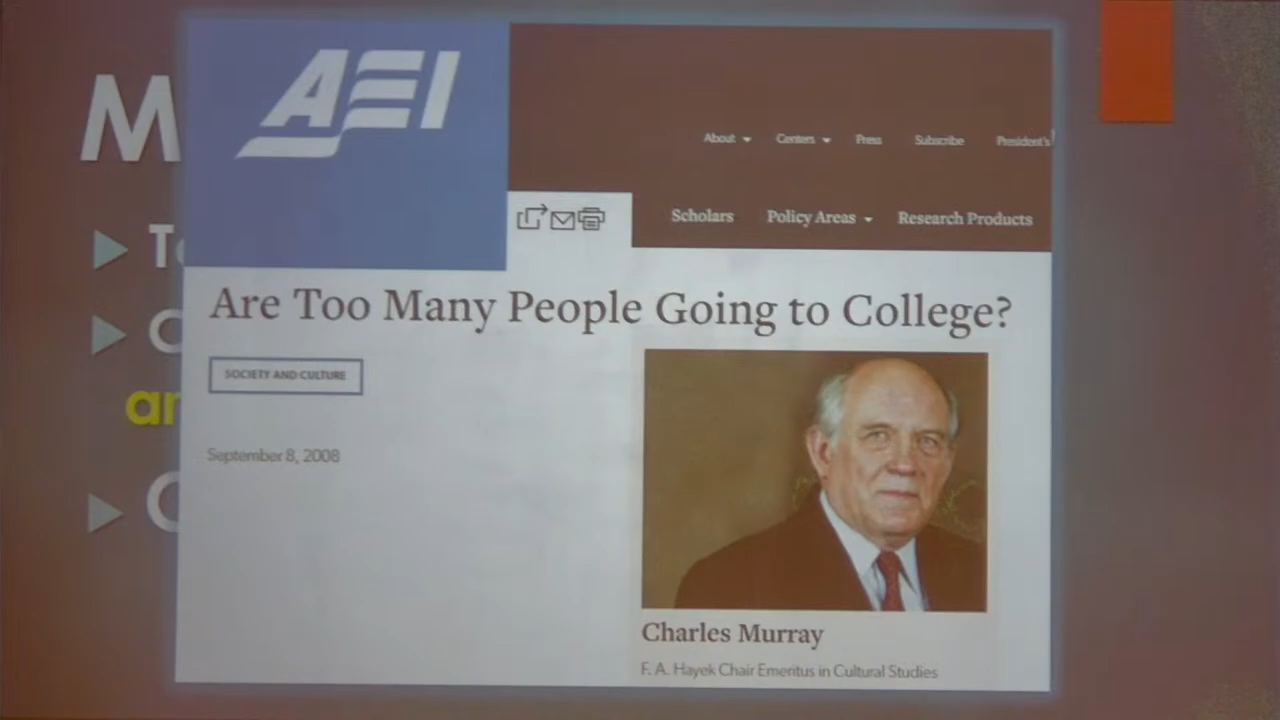 AEI
About
Centers
Press
Subscribe
President's
Scholars
Policy Areas
Research Products
Are Too Many People Going to College?
SOCIETY AND CULTURE
September 8, 2008
Charles Murray
F. A. Hayek Chair Emeritus in Cultural Studies